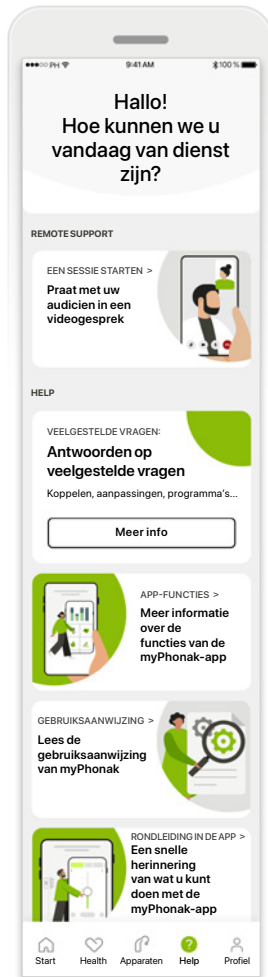 PH 9:41 AM 100 %
Hallo!
Hoe kunnen we u
vandaag van dienst
zijn?
REMOTE SUPPORT
EEN SESSIE STARTEN >
Praat met uw
audicien in een
videogesprek
HELP
VEELGESTELDE VRAGEN:
Antwoorden op
veelgestelde vragen
Koppelen, aanpassingen, programma's...
Meer info
APP-FUNCTIES >
Meer informatie
over de
functies van de
myPhonak-app
GEBRUIKSAANWIJZING >
Lees de
gebruiksaanwijzing
van myPhonak
RONDLEIDING IN DE APP >
Een snelle
herinnering
van wat u kunt
doen met de
myPhonak-app
Start Health Apparaten Help Profiel